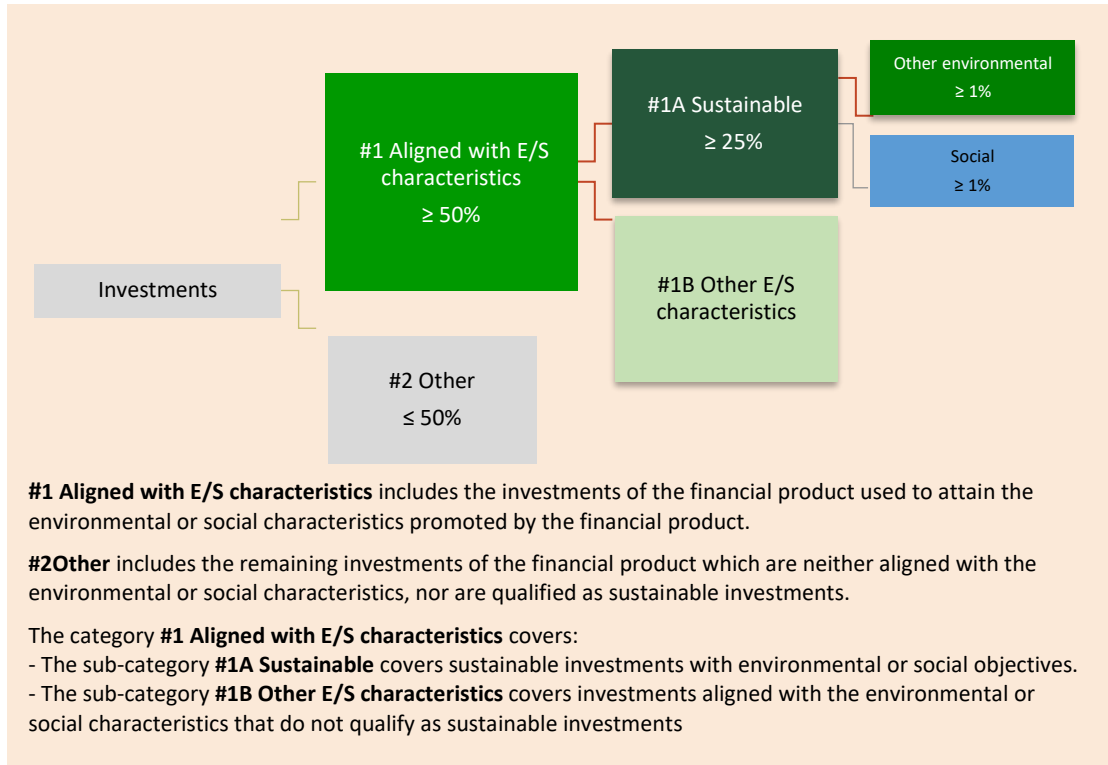 Other environmental
≥ 1%
#1A Sustainable
≥ 25%
#1 Aligned with E/S
characteristics
≥ 50%
Social
≥ 1%
Investments
#1B Other E/S
characteristics
#2 Other
≤ 50%
#1 Aligned with E/S characteristics includes the investments of the financial product used to attain the
environmental or social characteristics promoted by the financial product.
#2Other includes the remaining investments of the financial product which are neither aligned with the
environmental or social characteristics, nor are qualified as sustainable investments.
The category #1 Aligned with E/S characteristics covers:
- The sub-category #1A Sustainable covers sustainable investments with environmental or social objectives.
- The sub-category #1B Other E/S characteristics covers investments aligned with the environmental or
social characteristics that do not qualify as sustainable investments